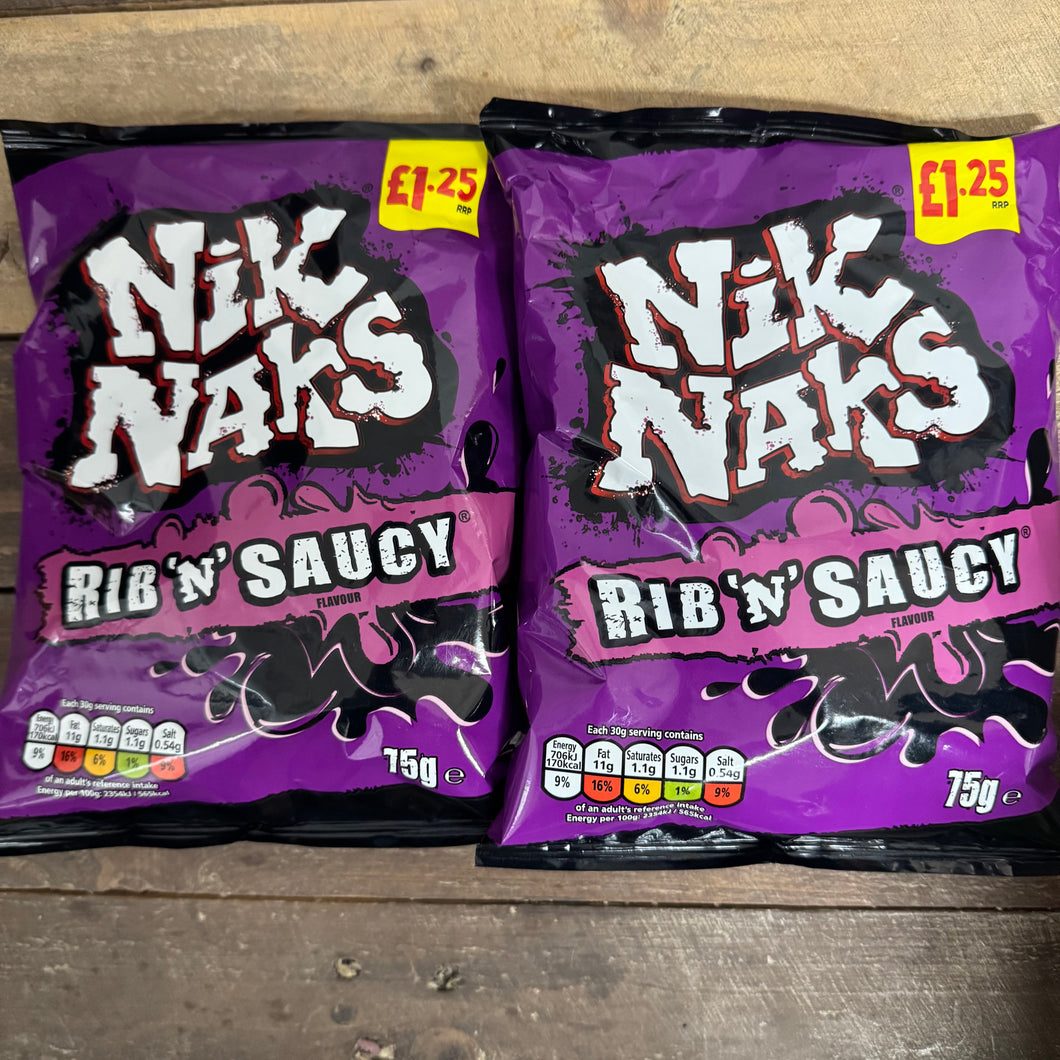 £1.25
RRP
NiK
NAKS
RIB 'N' SAUCY®
FLAVOUR
Each 30g serving contains
Energy Fat Saturates Sugars Salt
706kJ 11g 1.1g 1.1g 0.54g
170kcal
9% 16% 6% 1% 9%
of an adult's reference intake
Energy per 100g: 2354kJ / 565kcal
75g e
£1.25
RRP
®
NiK
NAKS
RIB 'N' SAUCY®
FLAVOUR
Each 30g serving contains
Energy Fat Saturates Sugars Salt
706kJ 11g 1.1g 1.1g 0.54g
170kcal
9% 16% 6% 1% 9%
of an adult's reference intake
Energy per 100g: 2354kJ / 565kcal
75g e